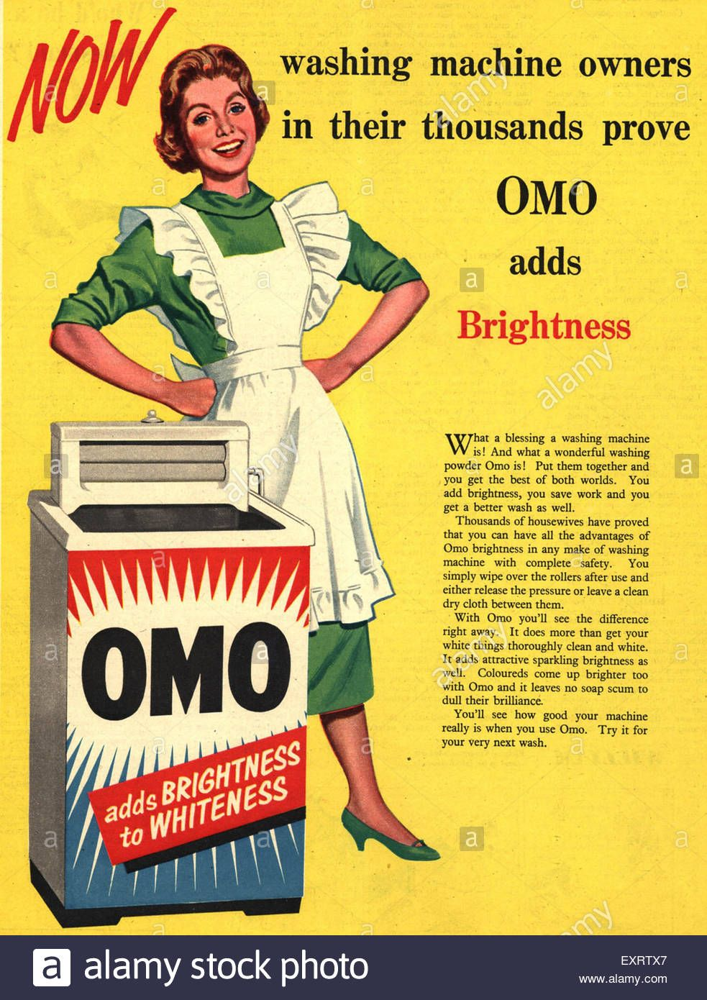 NOW
washing machine owners
in their thousands prove
OMO
adds
Brightness
What a blessing a washing machine
is! And what a wonderful washing
powder Omo is! Put them together and
you get the best of both worlds. You
add brightness, you save work and you
get a better wash as well.
Thousands of housewives have proved
that you can have all the advantages of
Omo brightness in any make of washing
machine with complete safety. You
simply wipe over the rollers after use and
either release the pressure or leave a clean
dry cloth between them.
With Omo you'll see the difference
right away. It does more than get your
white things thoroughly clean and white.
It adds attractive sparkling brightness as
well. Coloureds come up brighter too
with Omo and it leaves no soap scum to
dull their brilliance.
You'll see how good your machine
really is when you use Omo. Try it for
your very next wash.
OMO
adds BRIGHTNESS
to WHITENESS
a alamy stock photo
EXRTX7
www.alamy.com